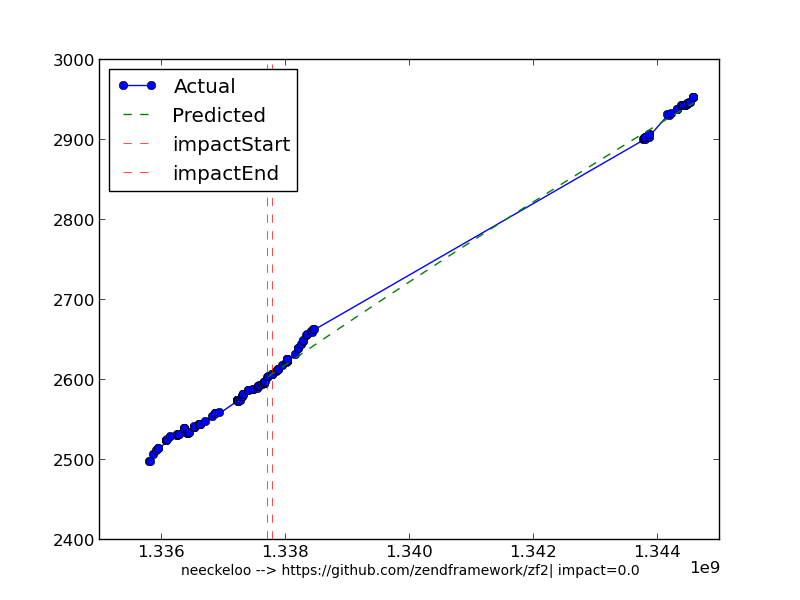 3000
2900
2800
2700
2600
2500
2400
Actual
Predicted
impactStart
impactEnd
1.336 1.338 1.340 1.342 1.344
1e9
neeckeloo --> https://github.com/zendframework/zf2| impact=0.0